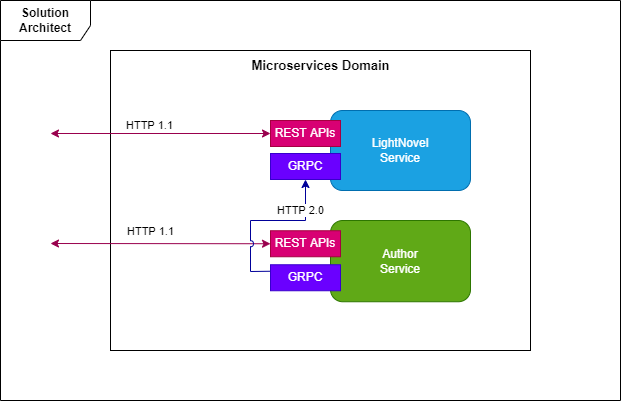 Solution
Architect
Microservices Domain
HTTP 1.1
REST APIs
GRPC
LightNovel
Service
HTTP 2.0
HTTP 1.1
REST APIs
GRPC
Author
Service